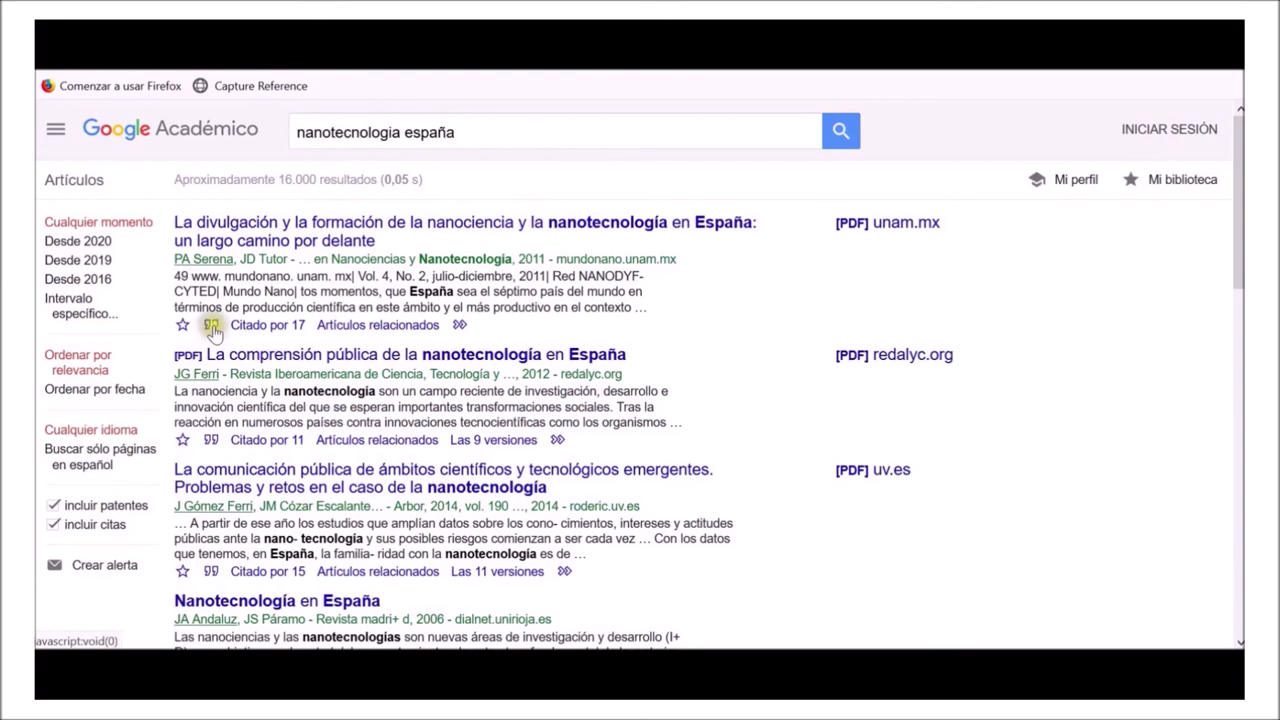 Comenzar a usar Firefox Capture Reference
Google Académico
nanotecnologia españa
INICIAR SESIÓN
Artículos
Aproximadamente 16.000 resultados (0,05 s)
Mi perfil
Mi biblioteca
Cualquier momento
Desde 2020
Desde 2019
Desde 2016
Intervalo
específico...
Ordenar por
relevancia
Ordenar por fecha
Cualquier idioma
Buscar sólo páginas
en español
incluir patentes
incluir citas
Crear alerta
La divulgación y la formación de la nanociencia y la nanotecnología en España:
un largo camino por delante
PA Serena, JD Tutor - … en Nanociencias y Nanotecnología, 2011 - mundonano.unam.mx
49 www. mundonano. unam. mx| Vol. 4, No. 2, julio-diciembre, 2011| Red NANODYF-
CYTED| Mundo Nano| tos momentos, que España sea el séptimo país del mundo en
términos de producción científica en este ámbito y el más productivo en el contexto …
Citado por 17 Artículos relacionados
[PDF] unam.mx
[PDF] La comprensión pública de la nanotecnología en España
JG Ferri - Revista Iberoamericana de Ciencia, Tecnología y …, 2012 - redalyc.org
La nanociencia y la nanotecnología son un campo reciente de investigación, desarrollo e
innovación científica del que se esperan importantes transformaciones sociales. Tras la
reacción en numerosos países contra innovaciones tecnocientíficas como los organismos …
Citado por 11 Artículos relacionados Las 9 versiones
[PDF] redalyc.org
La comunicación pública de ámbitos científicos y tecnológicos emergentes.
Problemas y retos en el caso de la nanotecnología
J Gómez Ferri, JM Cózar Escalante… - Arbor, 2014, vol. 190 …, 2014 - roderic.uv.es
… A partir de ese año los estudios que amplían datos sobre los cono- cimientos, intereses y actitudes
públicas ante la nano- tecnología y sus posibles riesgos comienzan a ser cada vez … Con los datos
que tenemos, en España, la familia- ridad con la nanotecnología es de …
Citado por 15 Artículos relacionados Las 11 versiones
[PDF] uv.es
Nanotecnología en España
JA Andaluz, JS Páramo - Revista madri+ d, 2006 - dialnet.unirioja.es
Las nanociencias y las nanotecnologías son nuevas áreas de investigación y desarrollo (I+
avascript:void(0)